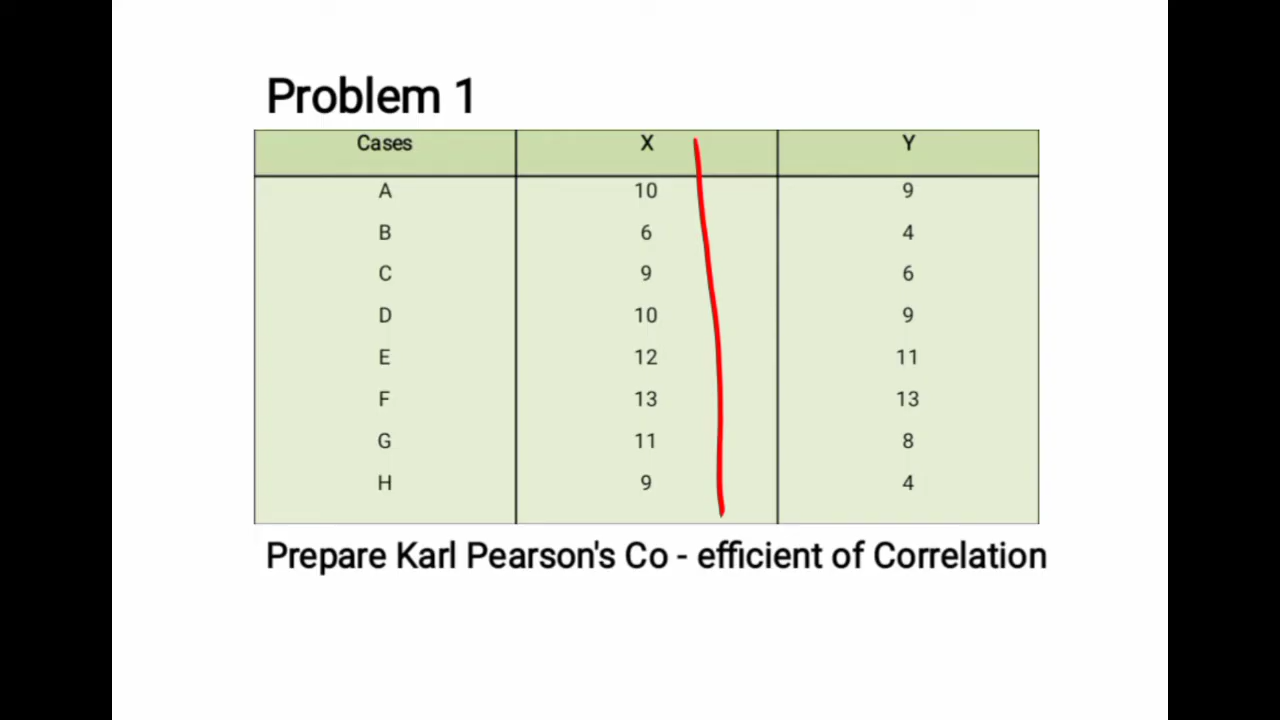 Problem 1
Cases X Y
A 10 9
B 6 4
C 9 6
D 10 9
E 12 11
F 13 13
G 11 8
H 9 4
Prepare Karl Pearson's Co - efficient of Correlation